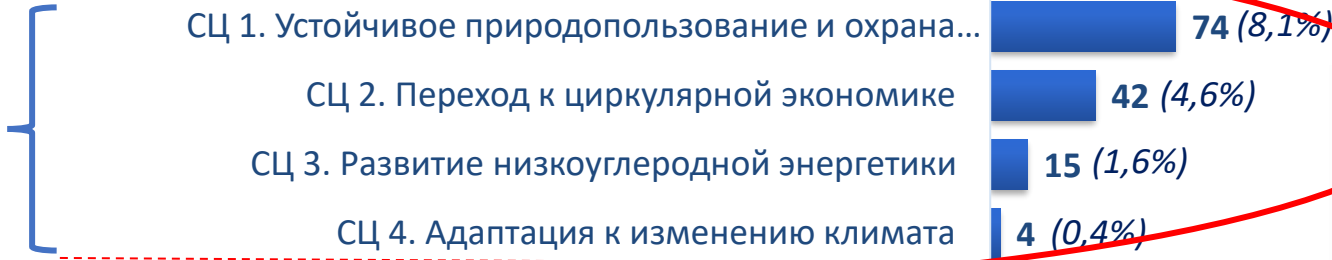 СЦ 1. Устойчивое природопользование и охрана… 74 (8,1%)
СЦ 2. Переход к циркулярной экономике 42 (4,6%)
СЦ 3. Развитие низкоуглеродной энергетики 15 (1,6%)
СЦ 4. Адаптация к изменению климата 4 (0,4%)